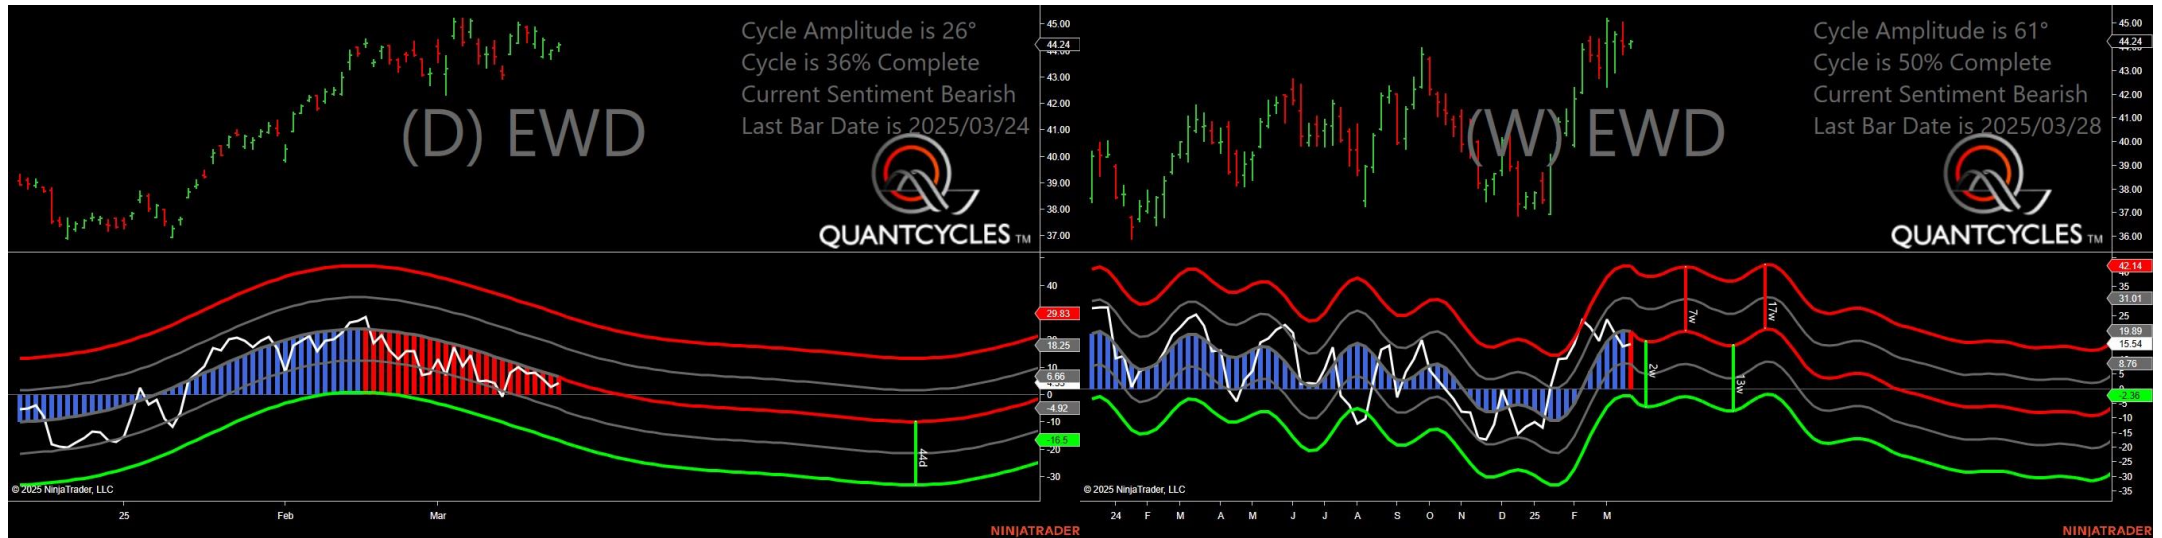 Cycle Amplitude is 26°
Cycle is 36% Complete
Current Sentiment Bearish
Last Bar Date is 2025/03/24
(D) EWD
QUANTCYCLES TM
45.00
44.24
43.00
42.00
41.00
40.00
39.00
38.00
37.00
40
29.83
18.25
6.66
0
-4.92
-10
-16.5
-30
44d
© 2025 NinjaTrader, LLC
25 Feb Mar
NINJATRADER
Cycle Amplitude is 61°
Cycle is 50% Complete
Current Sentiment Bearish
Last Bar Date is 2025/03/28
(W) EWD
QUANTCYCLES TM
45.00
44.24
43.00
42.00
41.00
40.00
39.00
38.00
37.00
36.00
42.14
35
31.01
25
19.89
15.54
8.76
5
-2.36
-10
-15
-20
-25
-30
-35
2w
7w
13w
17w
© 2025 NinjaTrader, LLC
24 F M A M J J A S O N D 25 F M
NINJATRADER